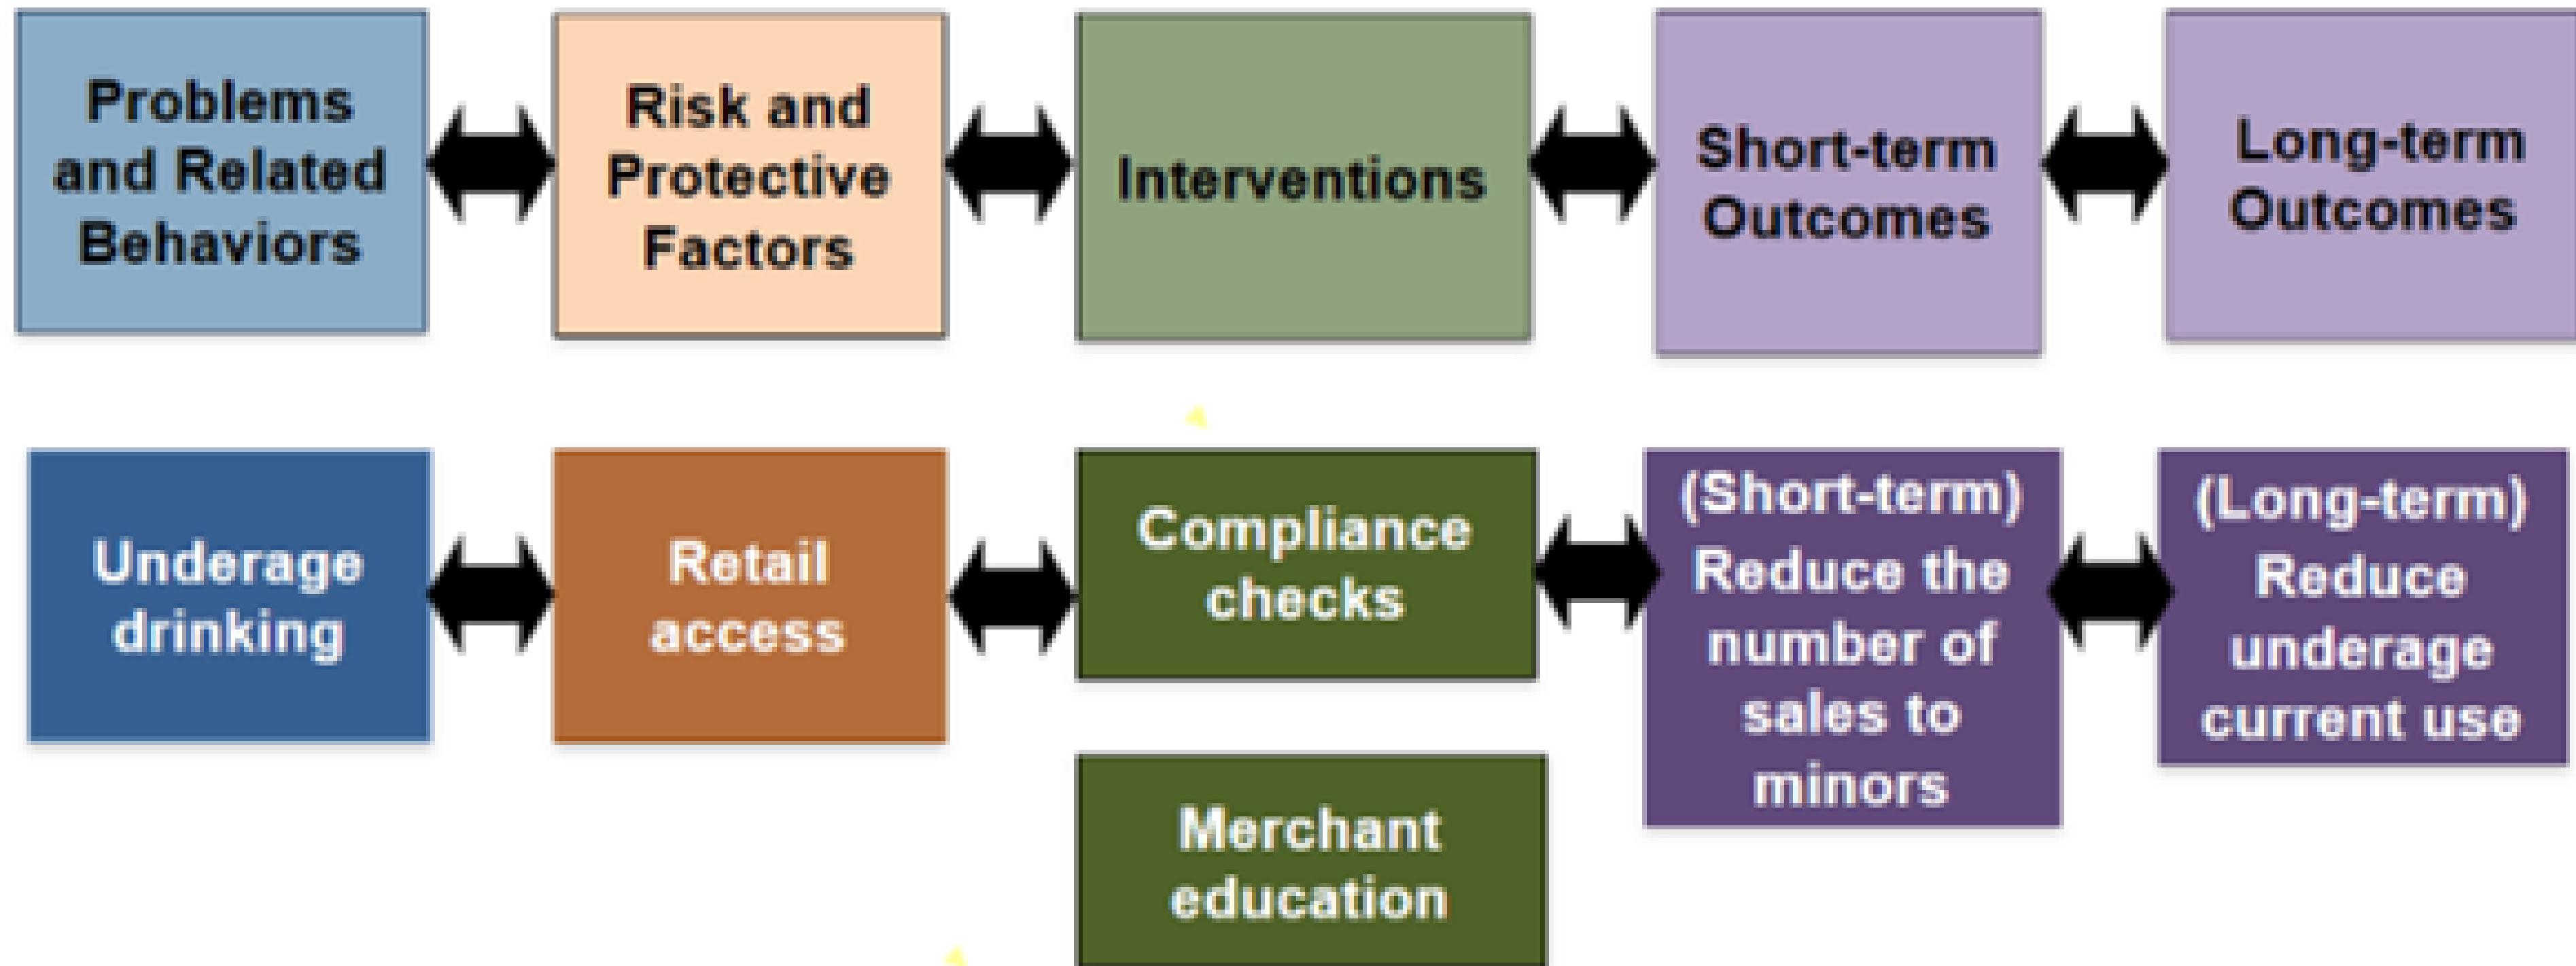 Problems
and Related
Behaviors
Risk and
Protective
Factors
Interventions
Short-term
Outcomes
Long-term
Outcomes
Underage
drinking
Retail
access
Compliance
checks
Merchant
education
(Short-term)
Reduce the
number of
sales to
minors
(Long-term)
Reduce
underage
current use